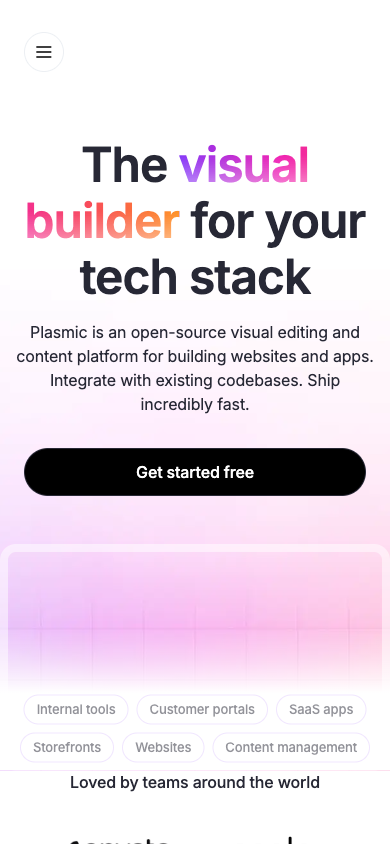 The visual
builder for your
tech stack
Plasmic is an open-source visual editing and
content platform for building websites and apps.
Integrate with existing codebases. Ship
incredibly fast.
Get started free
Internal tools
Customer portals
SaaS apps
Storefronts
Websites
Content management
Loved by teams around the world